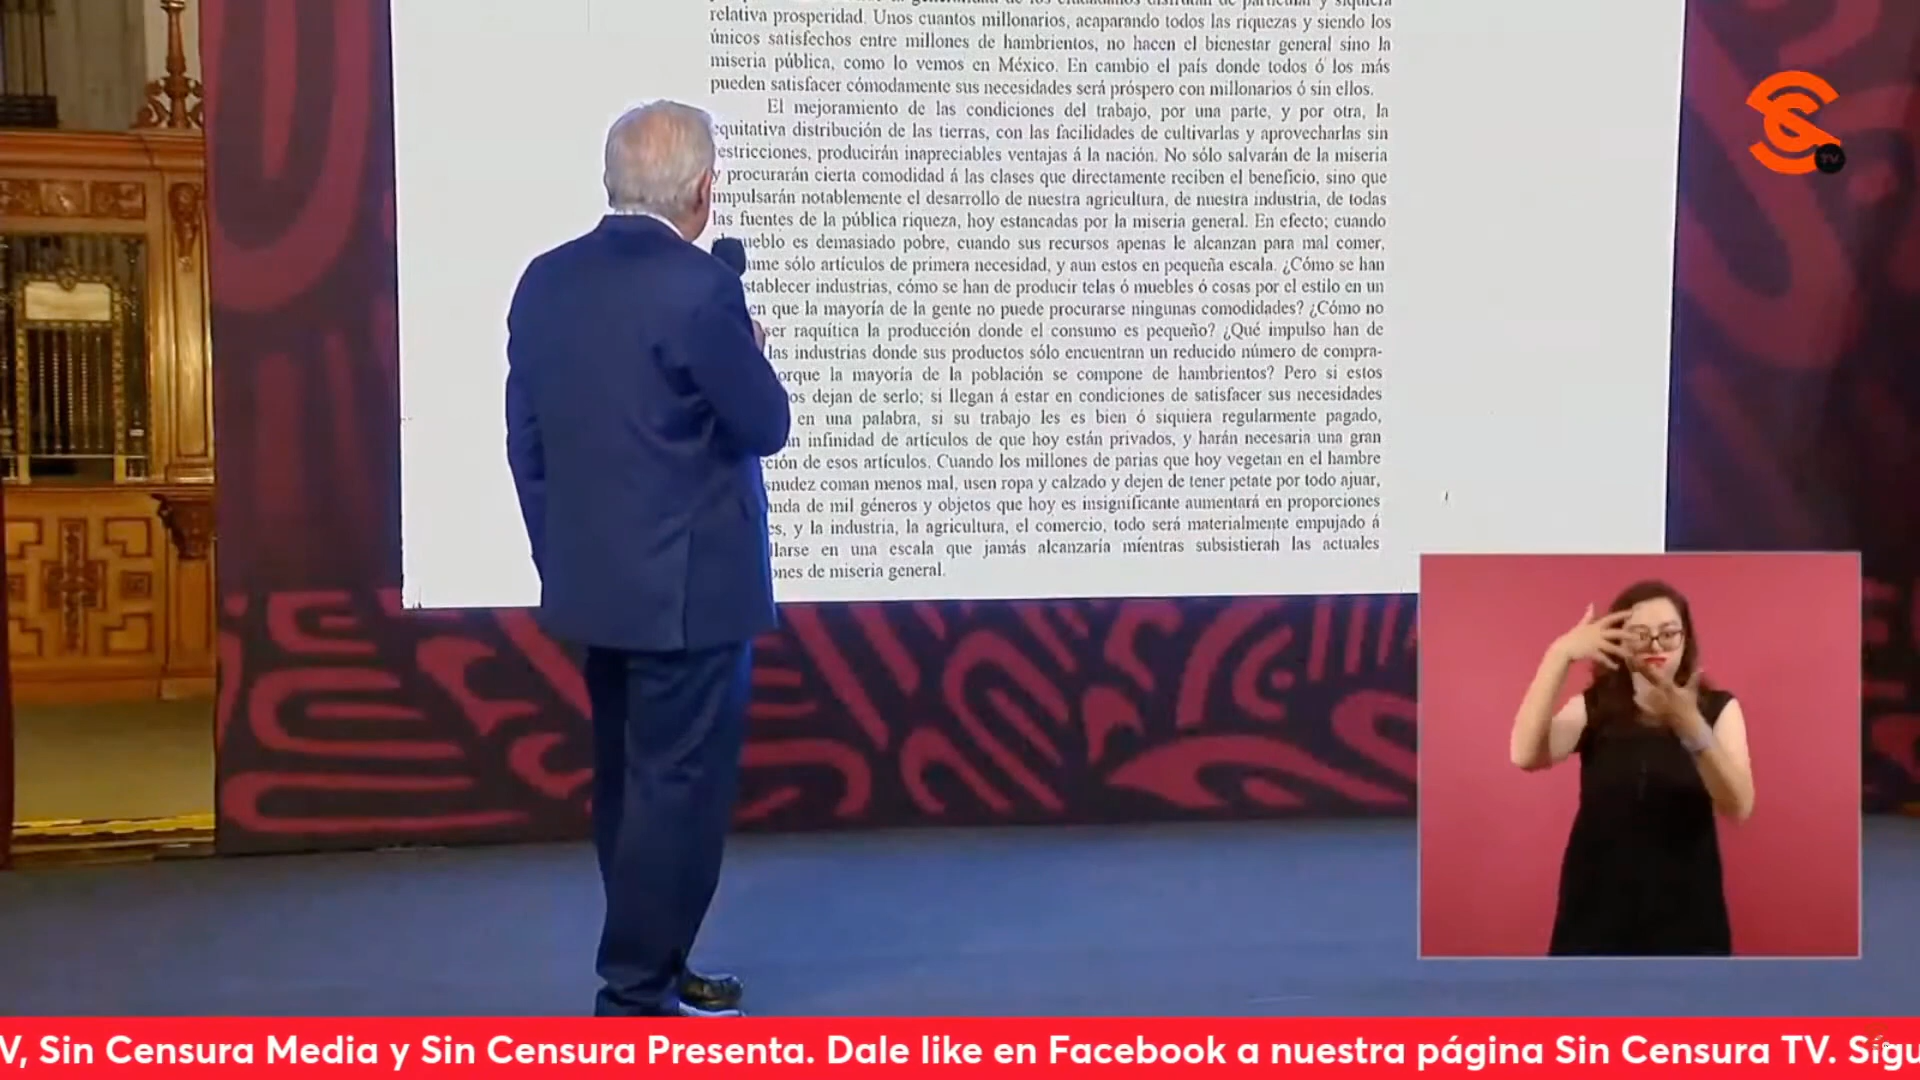 relativa prosperidad. Unos cuantos millonarios, acaparando todos las riquezas y siendo los
únicos satisfechos entre millones de hambrientos, no hacen el bienestar general sino la
miseria pública, como lo vemos en México. En cambio el país donde todos ó los más
pueden satisfacer cómodamente sus necesidades será próspero con millonarios ó sin ellos.
El mejoramiento de las condiciones del trabajo, por una parte, y por otra, la
equitativa distribución de las tierras, con las facilidades de cultivarlas y aprovecharlas sin
estricciones, producirán inapreciables ventajas á la nación. No sólo salvarán de la miseria
y procurarán cierta comodidad á las clases que directamente reciben el beneficio, sino que
impulsarán notablemente el desarrollo de nuestra agricultura, de nuestra industria, de todas
las fuentes de la pública riqueza, hoy estancadas por la miseria general. En efecto; cuando
ueblo es demasiado pobre, cuando sus recursos apenas le alcanzan para mal comer,
ume sólo artículos de primera necesidad, y aun estos en pequeña escala. ¿Cómo se han
stablecer industrias, cómo se han de producir telas ó muebles ó cosas por el estilo en un
en que la mayoría de la gente no puede procurarse ningunas comodidades? ¿Cómo no
ser raquítica la producción donde el consumo es pequeño? ¿Qué impulso han de
las industrias donde sus productos sólo encuentran un reducido número de compra-
orque la mayoría de la población se compone de hambrientos? Pero si estos
os dejan de serlo; si llegan á estar en condiciones de satisfacer sus necesidades
en una palabra, si su trabajo les es bien ó siquiera regularmente pagado,
án infinidad de artículos de que hoy están privados, y harán necesaria una gran
cción de esos artículos. Cuando los millones de parias que hoy vegetan en el hambre
snudez coman menos mal, usen ropa y calzado y dejen de tener petate por todo ajuar,
anda de mil géneros y objetos que hoy es insignificante aumentará en proporciones
es, y la industria, la agricultura, el comercio, todo será materialmente empujado á
llarse en una escala que jamás alcanzaría mientras subsistieran las actuales
ones de miseria general.
TV
V, Sin Censura Media y Sin Censura Presenta. Dale like en Facebook a nuestra página Sin Censura TV. Sígu